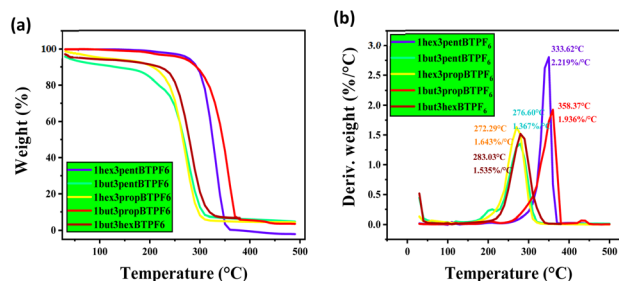 (a)
100
80
60
40
20
0
Weight (%)
1hex3pentBTPF6
1but3pentBTPF6
1hex3propBTPF6
1but3propBTPF6
1but3hexBTPF6
100 200 300 400 500
Temperature (°C)
(b)
3.0
2.5
2.0
1.5
1.0
0.5
0.0
Deriv. weight (%/°C)
1hex3pentBTPF₆
1but3pentBTPF₆
1hex3propBTPF₆
1but3propBTPF₆
1but3hexBTPF₆
333.62°C
2.219%/°C
358.37°C
1.936%/°C
276.60°C
1.367%/°C
272.29°C
1.643%/°C
283.03°C
1.535%/°C
0 100 200 300 400 500
Temperature (°C)